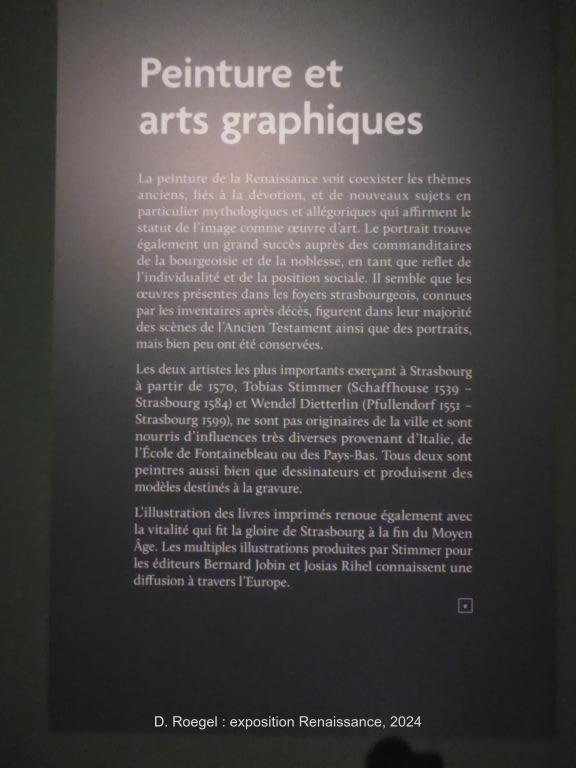 Peinture et
arts graphiques
La peinture de la Renaissance voit coexister les thèmes
anciens, liés à la dévotion, et de nouveaux sujets en
particulier mythologiques et allégoriques qui affirment le
statut de l'image comme œuvre d'art. Le portrait trouve
également un grand succès auprès des commanditaires
de la bourgeoisie et de la noblesse, en tant que reflet de
l'individualité et de la position sociale. Il semble que les
œuvres présentes dans les foyers strasbourgeois, connues
par les inventaires après décès, figurent dans leur majorité
des scènes de l'Ancien Testament ainsi que des portraits,
mais bien peu ont été conservées.
Les deux artistes les plus importants exerçant à Strasbourg
à partir de 1570, Tobias Stimmer (Schaffhouse 1539 –
Strasbourg 1584) et Wendel Dietterlin (Pfullendorf 1551 –
Strasbourg 1599), ne sont pas originaires de la ville et sont
nourris d'influences très diverses provenant d'Italie, de
l'École de Fontainebleau ou des Pays-Bas. Tous deux sont
peintres aussi bien que dessinateurs et produisent des
modèles destinés à la gravure.
L'illustration des livres imprimés renoue également avec
la vitalité qui fit la gloire de Strasbourg à la fin du Moyen
Âge. Les multiples illustrations produites par Stimmer pour
les éditeurs Bernard Jobin et Josias Rihel connaissent une
diffusion à travers l'Europe.
D. Roegel : exposition Renaissance, 2024